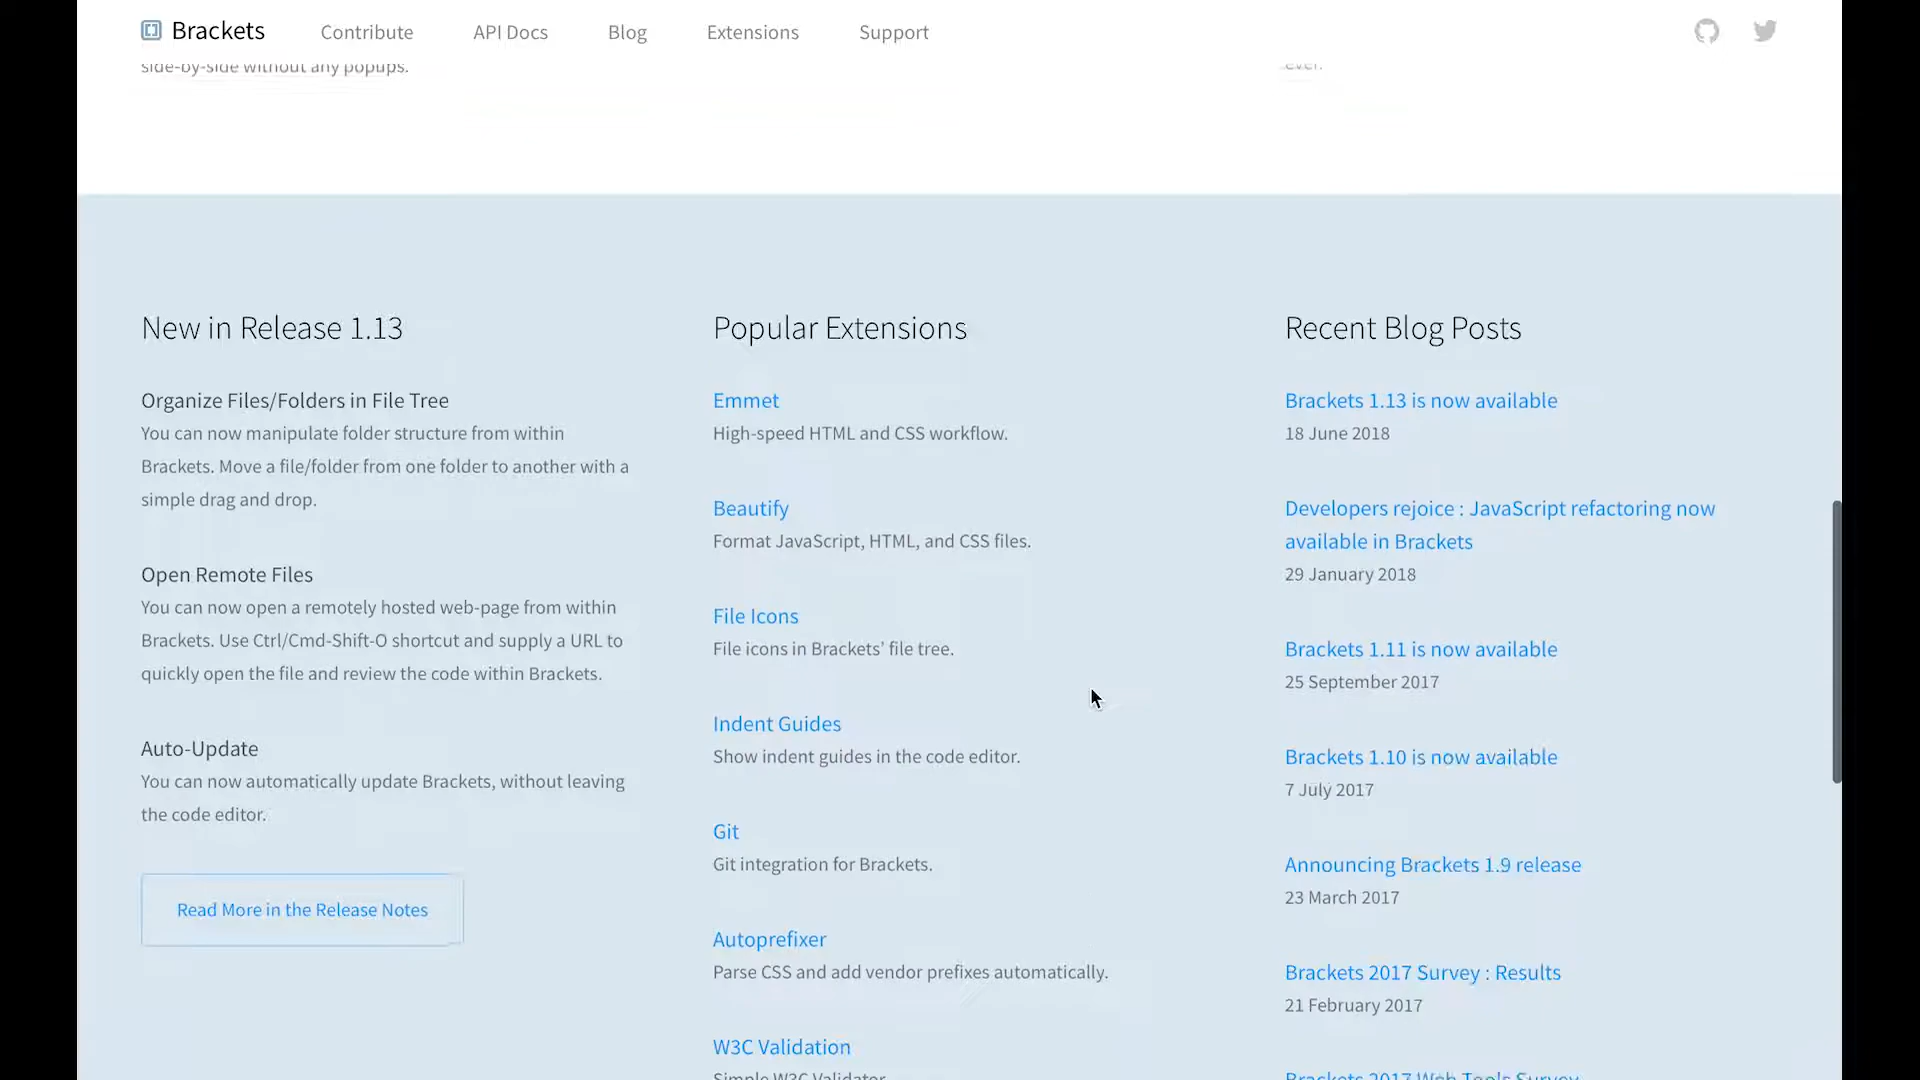 Brackets
Contribute
API Docs
Blog
Extensions
Support
side-by-side without any popups.
ever.
New in Release 1.13
Organize Files/Folders in File Tree
You can now manipulate folder structure from within
Brackets. Move a file/folder from one folder to another with a
simple drag and drop.
Open Remote Files
You can now open a remotely hosted web-page from within
Brackets. Use Ctrl/Cmd-Shift-O shortcut and supply a URL to
quickly open the file and review the code within Brackets.
Auto-Update
You can now automatically update Brackets, without leaving
the code editor.
Read More in the Release Notes
Popular Extensions
Emmet
High-speed HTML and CSS workflow.
Beautify
Format JavaScript, HTML, and CSS files.
File Icons
File icons in Brackets’ file tree.
Indent Guides
Show indent guides in the code editor.
Git
Git integration for Brackets.
Autoprefixer
Parse CSS and add vendor prefixes automatically.
W3C Validation
Simple W3C Validator
Recent Blog Posts
Brackets 1.13 is now available
18 June 2018
Developers rejoice : JavaScript refactoring now
available in Brackets
29 January 2018
Brackets 1.11 is now available
25 September 2017
Brackets 1.10 is now available
7 July 2017
Announcing Brackets 1.9 release
23 March 2017
Brackets 2017 Survey : Results
21 February 2017
Brackets 2017 Web Tools Survey